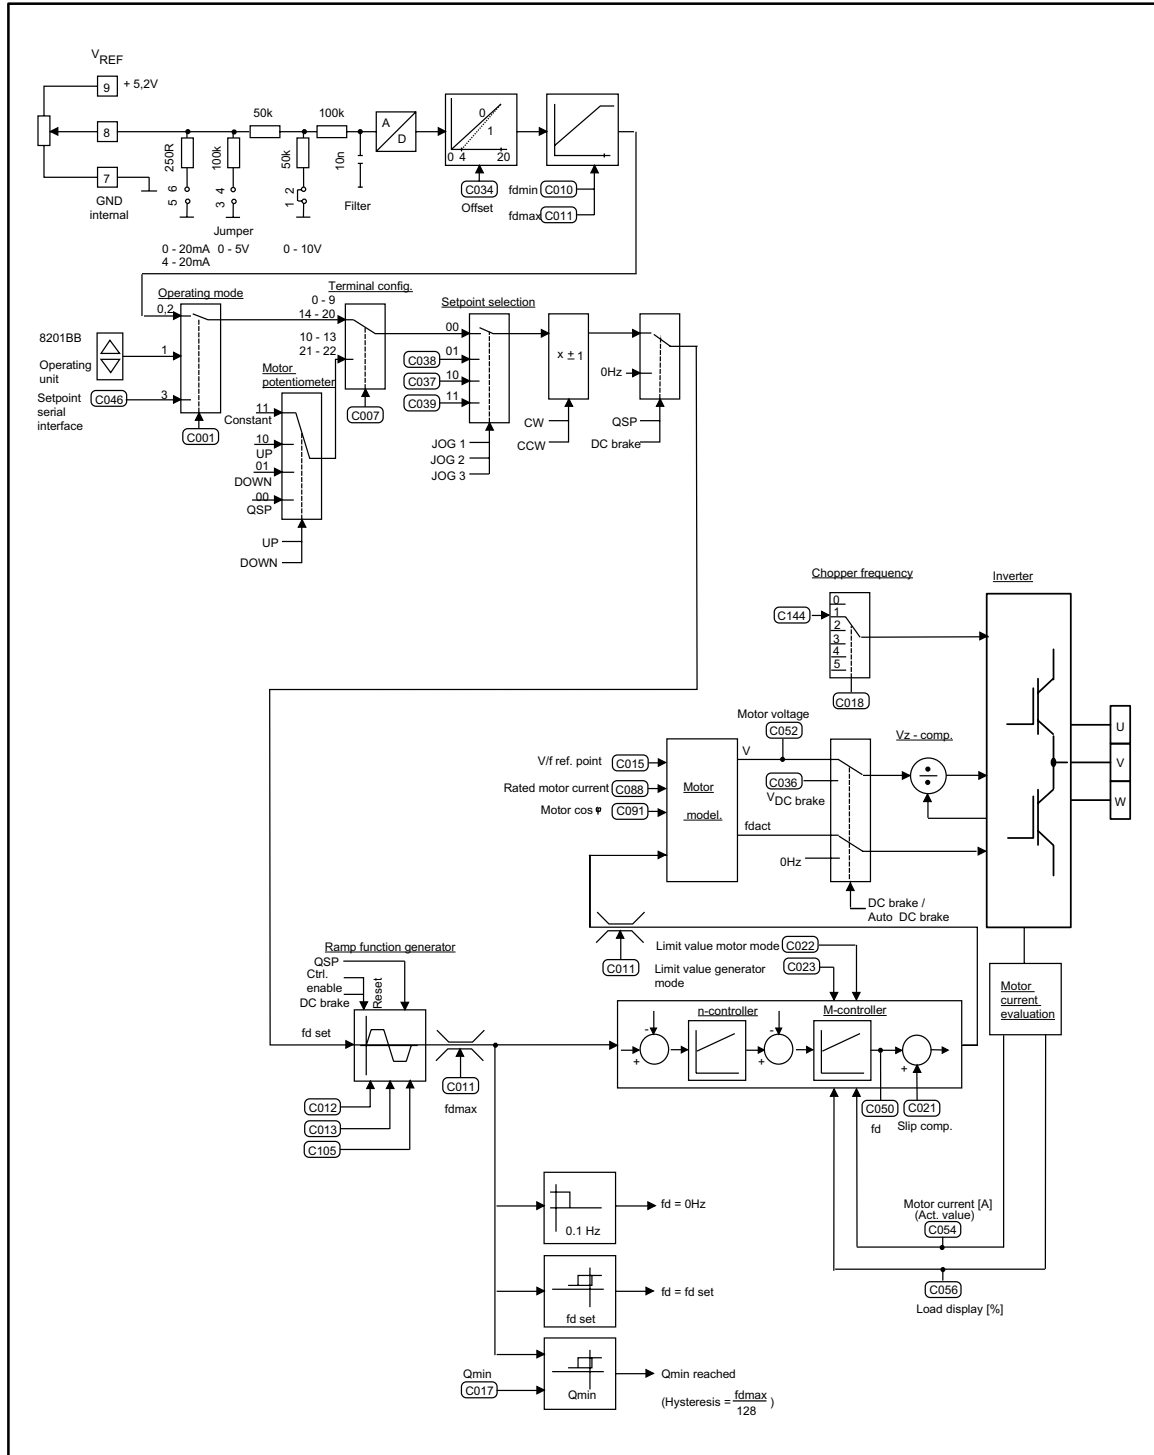 VREF
9 + 5,2V
8
7
GND
internal
250R
100k
50k
50k
100k
10n
5 6
3 4
1 2
Jumper
Filter
0 - 20mA 0 - 5V 0 - 10V
4 - 20mA
A
D
0
1
0 4 20
C034
Offset
fdmin C010
fdmax C011
Operating mode
0,2
1
3
8201BB
Operating
unit
Setpoint
serial
interface
C046
C001
Terminal config.
0 - 9
14 - 20
10 - 13
21 - 22
C007
Motor
potentiometer
11
Constant
10
UP
01
DOWN
00
QSP
UP
DOWN
Setpoint selection
00
C038 01
C037 10
C039 11
JOG 1
JOG 2
JOG 3
x ± 1
CW
CCW
0Hz
QSP
DC brake
Chopper frequency
C144
0
1
2
3
4
5
C018
Inverter
U
V
W
Motor voltage
C052
V
V/f ref. point C015
Rated motor current C088
Motor cos φ C091
Motor
model.
C036
VDC brake
fdact
0Hz
Vz - comp.
÷
DC brake /
Auto DC brake
C011
Limit value motor mode C022
Limit value generator C023
mode
Motor
current
evaluation
Ramp function generator
QSP
Ctrl.
enable
DC brake
Reset
fd set
C012
C013
C105
C011
fdmax
n-controller
M-controller
-
+
-
+
+
C050
fd
C021
Slip comp.
Motor current [A]
(Act. value)
C054
C056
Load display [%]
0.1 Hz
fd = 0Hz
fd set
fd = fd set
Qmin
C017
Qmin
Qmin reached
(Hysteresis = fdmax
128 )